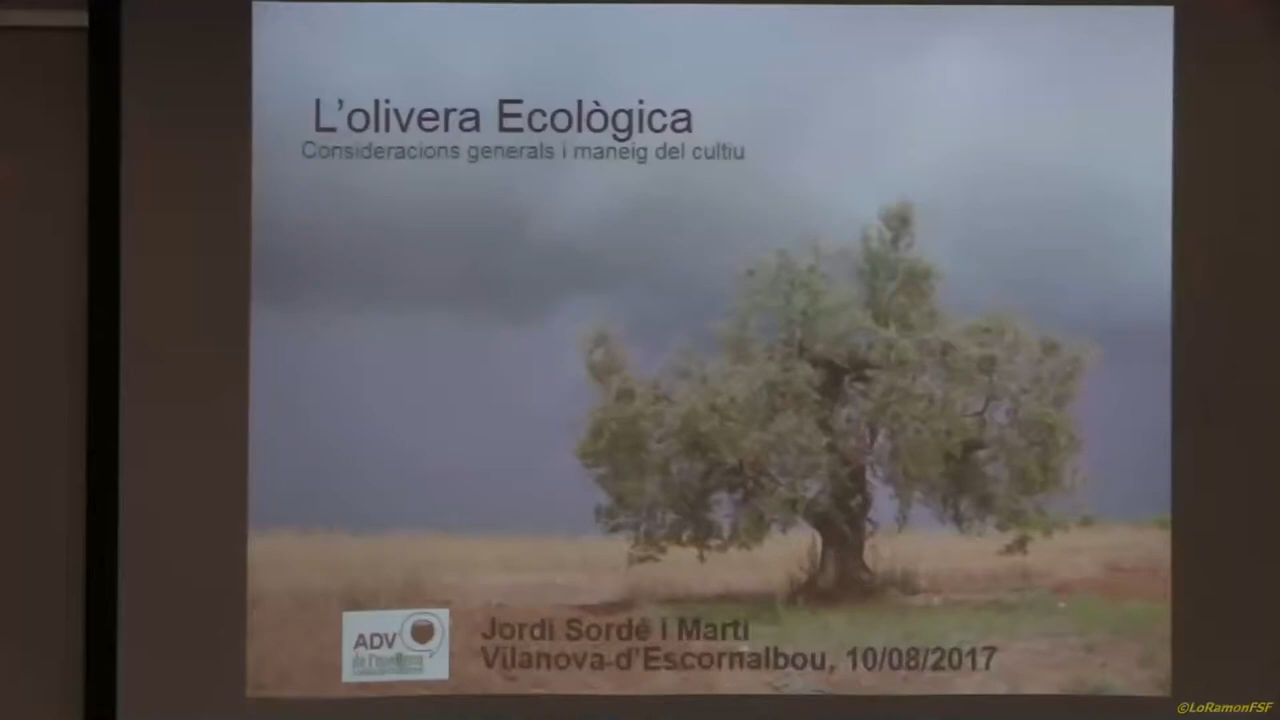 L'olivera Ecològica
Consideracions generals i maneig del cultiu
ADV
Jordi Sordé i Martí
Vilanova d'Escornalbou, 10/08/2017
©LoRamonFSF